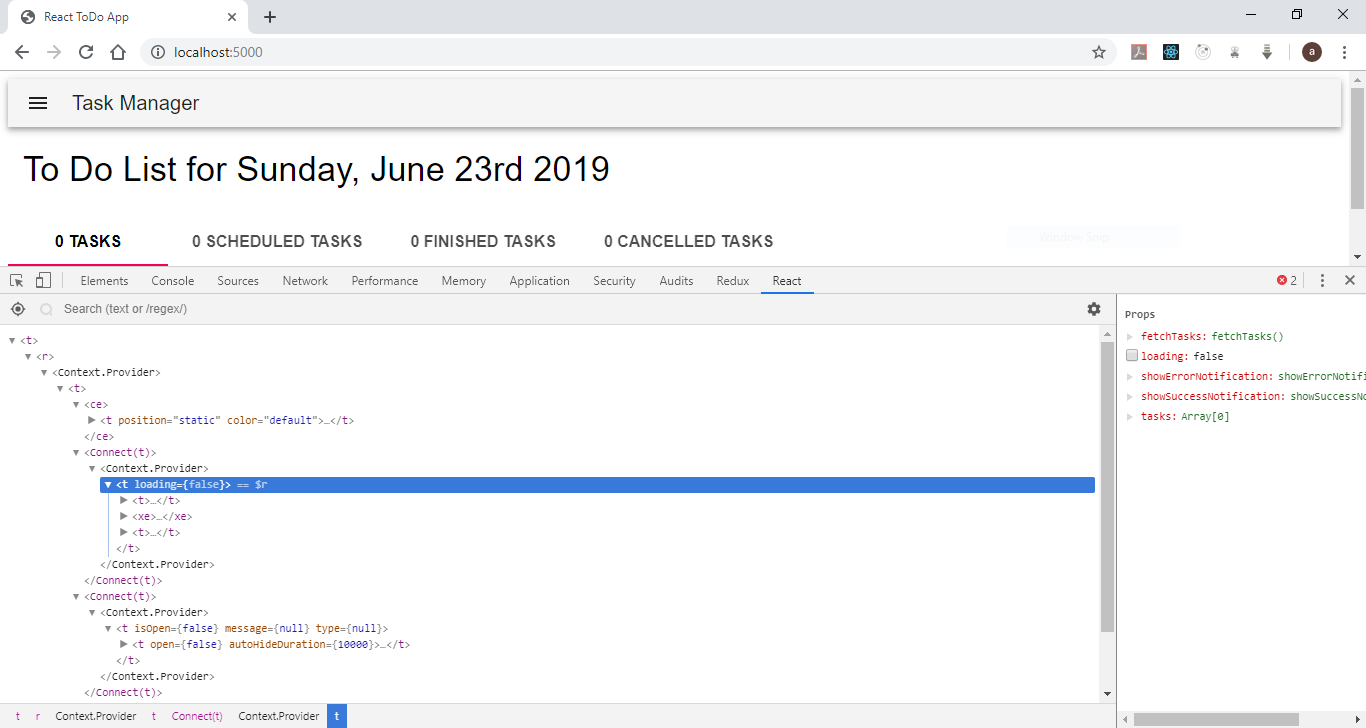 React ToDo App
localhost:5000
a
Task Manager
To Do List for Sunday, June 23rd 2019
0 TASKS 0 SCHEDULED TASKS 0 FINISHED TASKS 0 CANCELLED TASKS
Window Snip
Elements Console Sources Network Performance Memory Application Security Audits Redux React 2
Search (text or /regex/)
<t>
<r>
<Context.Provider>
<t>
<ce>
<t position="static" color="default">…</t>
</ce>
<Connect(t)>
<Context.Provider>
<t loading={false}> == $r
<t>…</t>
<xe>…</xe>
<t>…</t>
</t>
</Context.Provider>
</Connect(t)>
<Connect(t)>
<Context.Provider>
<t isOpen={false} message={null} type={null}>
<t open={false} autoHideDuration={10000}>…</t>
</t>
</Context.Provider>
</Connect(t)>
t r Context.Provider t Connect(t) Context.Provider t
Props
fetchTasks: fetchTasks()
loading: false
showErrorNotification: showErrorNotifi
showSuccessNotification: showSuccessNo
tasks: Array[0]